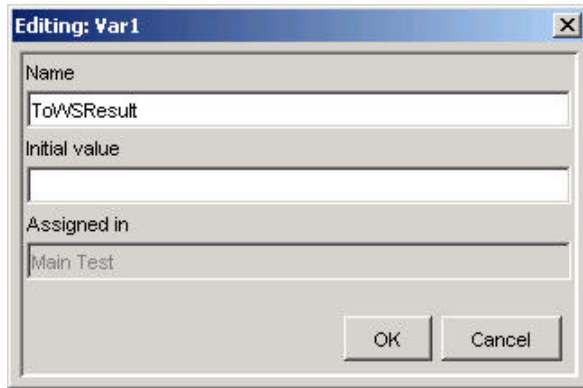 Editing: Var1
Name
ToWSResult
Initial value
Assigned in
Main Test
OK Cancel